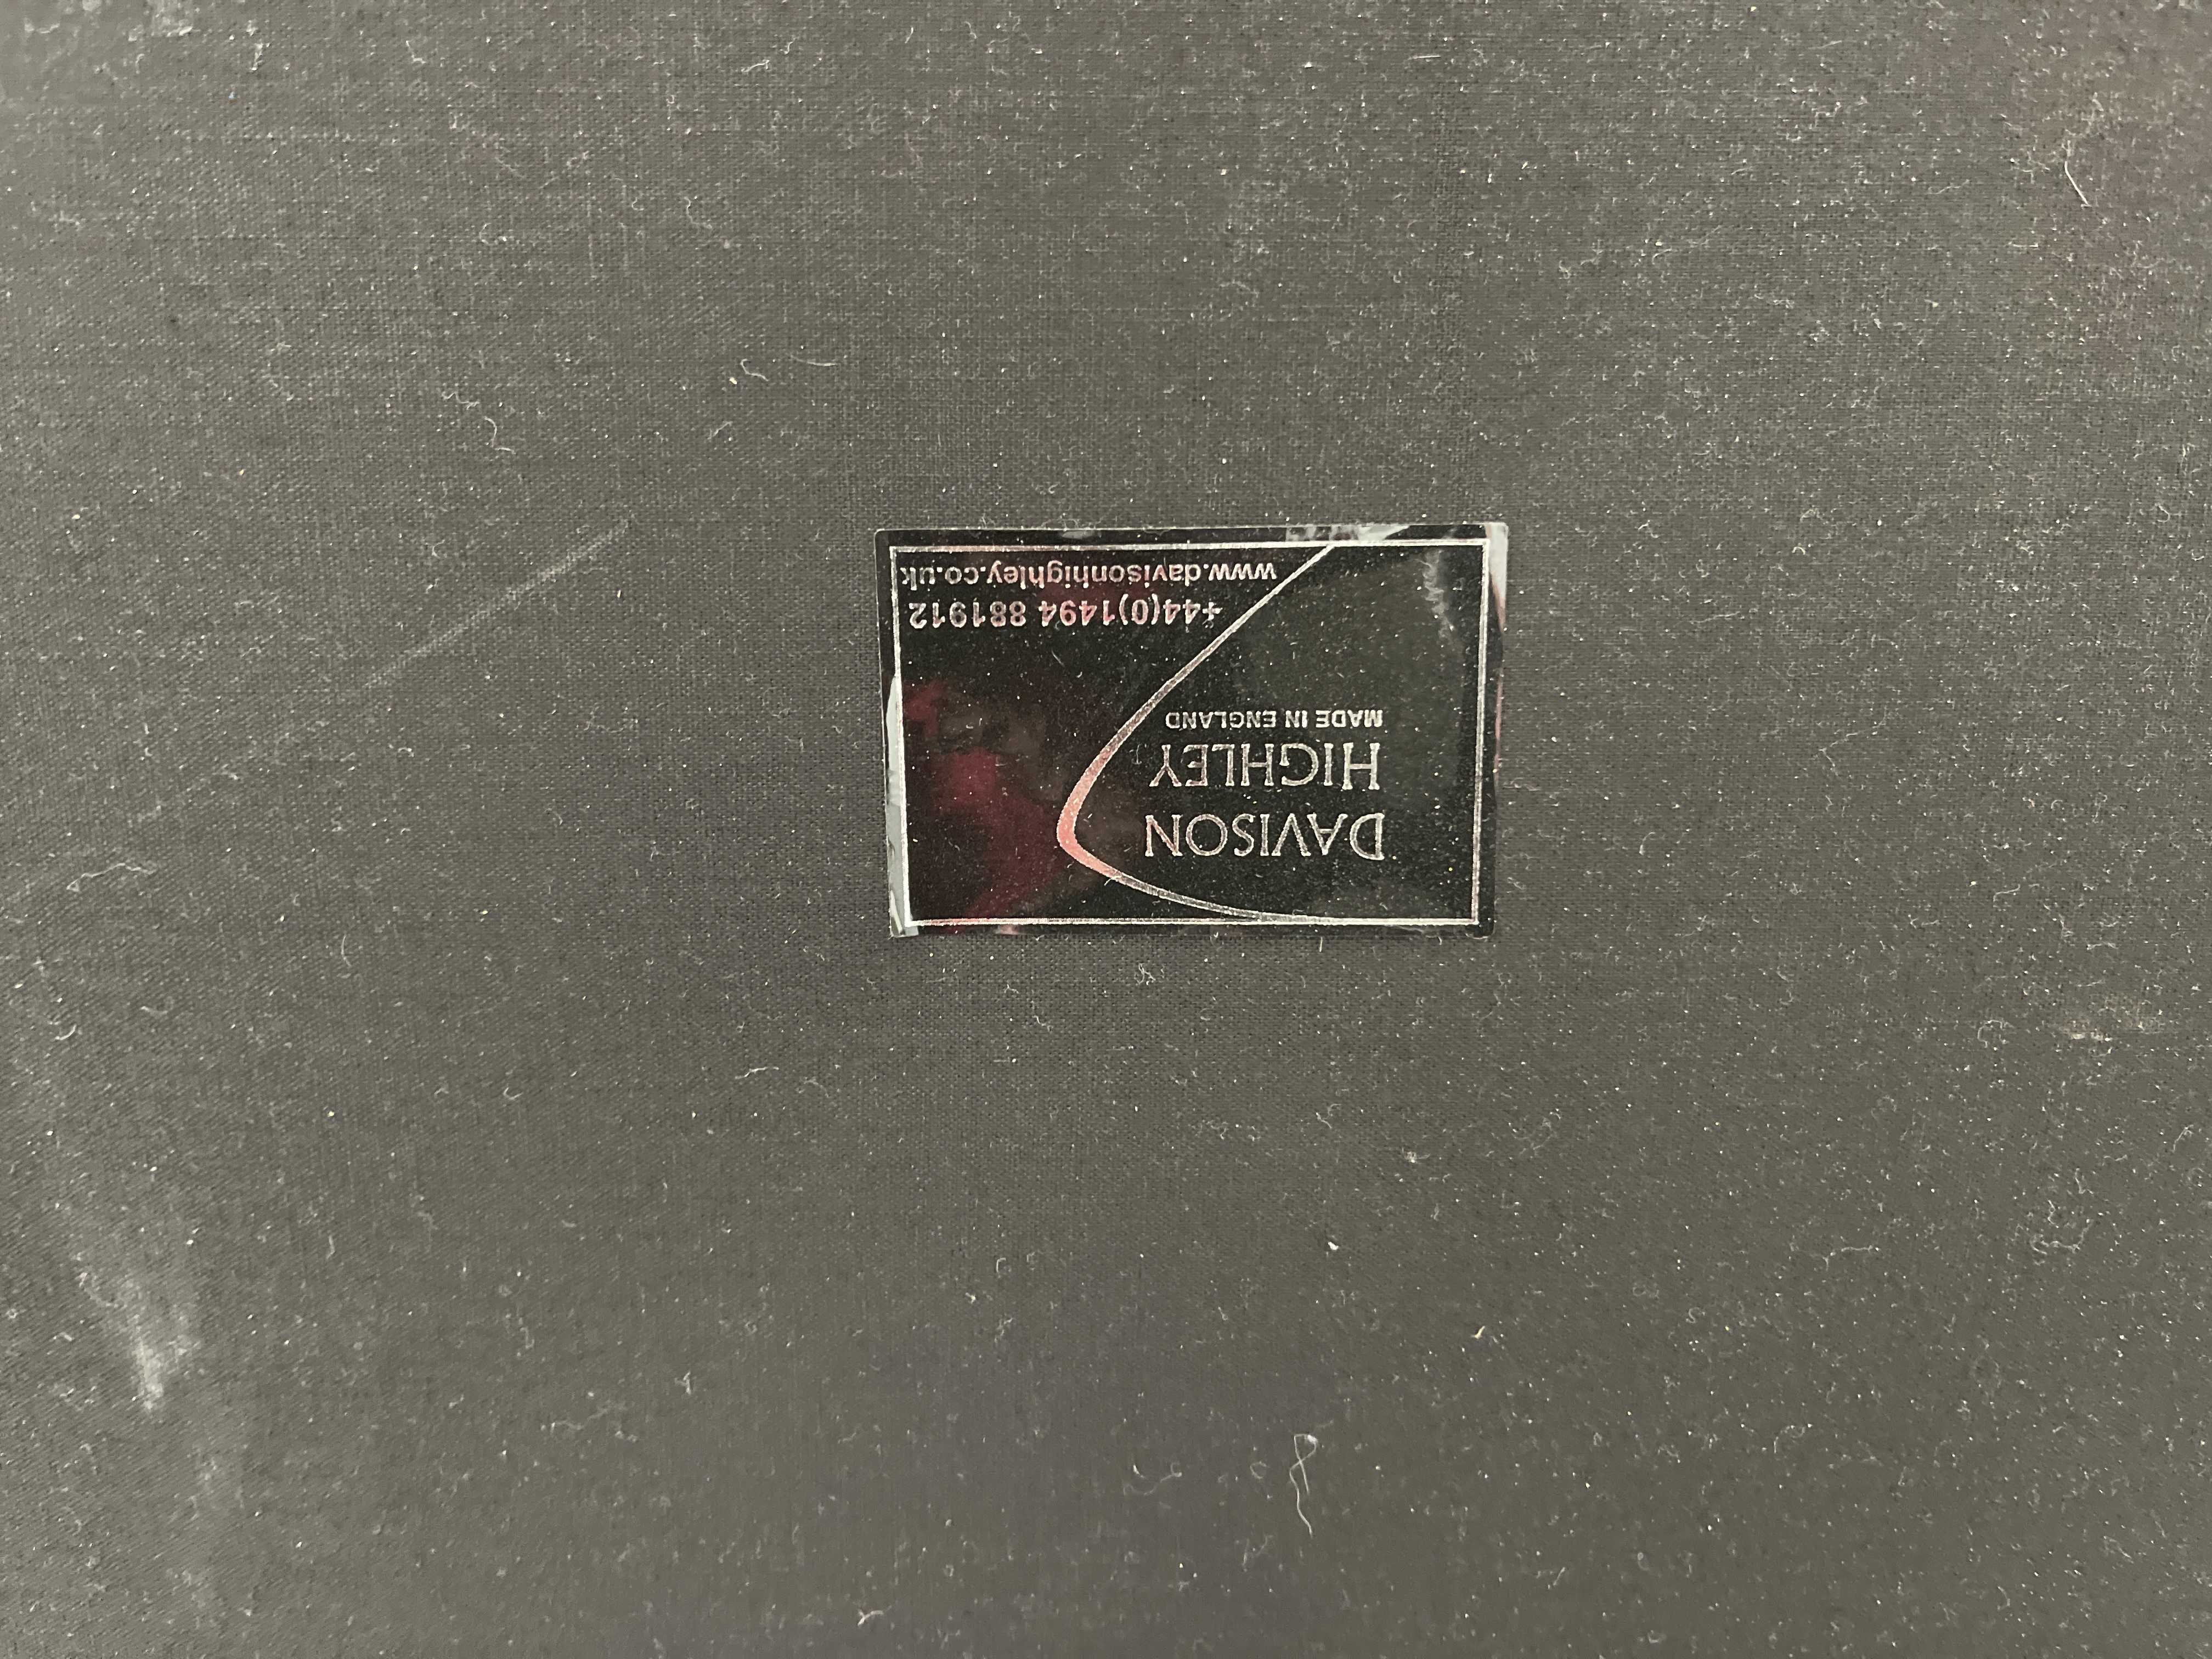 DAVISON
HIGHLEY
MADE IN ENGLAND
+44(0)1494 881912
www.davisonhighley.co.uk